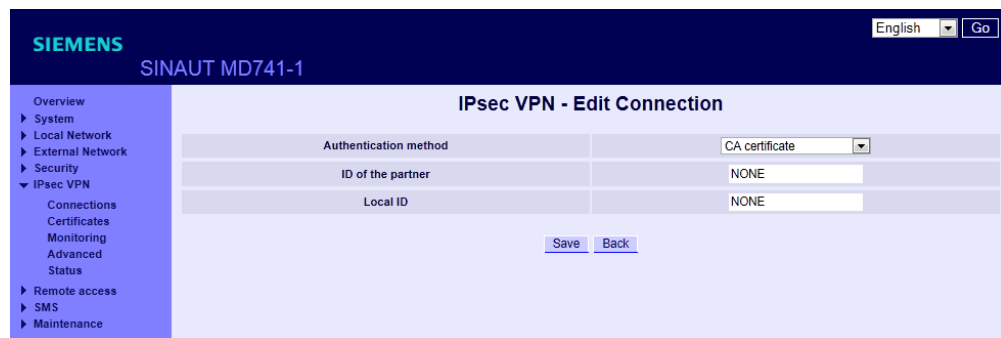 English Go
SIEMENS
SINAUT MD741-1
Overview
System
Local Network
External Network
Security
IPsec VPN
Connections
Certificates
Monitoring
Advanced
Status
Remote access
SMS
Maintenance
IPsec VPN - Edit Connection
Authentication method CA certificate
ID of the partner NONE
Local ID NONE
Save Back